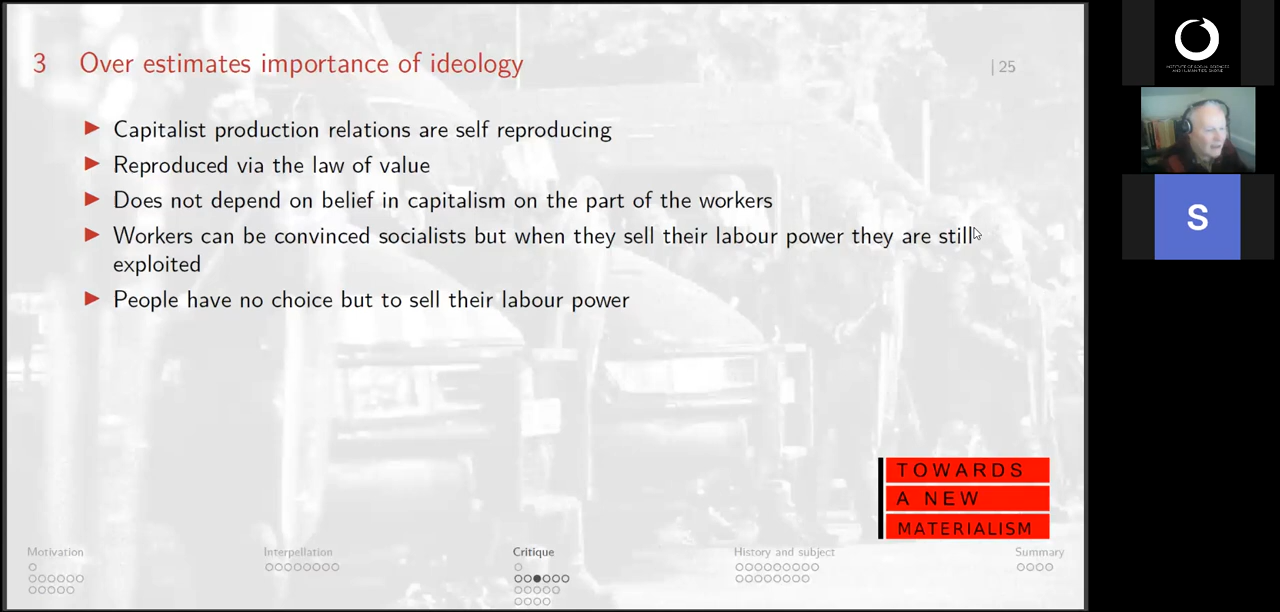 3 Over estimates importance of ideology
| 25
▶ Capitalist production relations are self reproducing
▶ Reproduced via the law of value
▶ Does not depend on belief in capitalism on the part of the workers
▶ Workers can be convinced socialists but when they sell their labour power they are still
exploited
▶ People have no choice but to sell their labour power
TOWARDS
A NEW
MATERIALISM
Motivation Interpellation Critique History and subject Summary
S